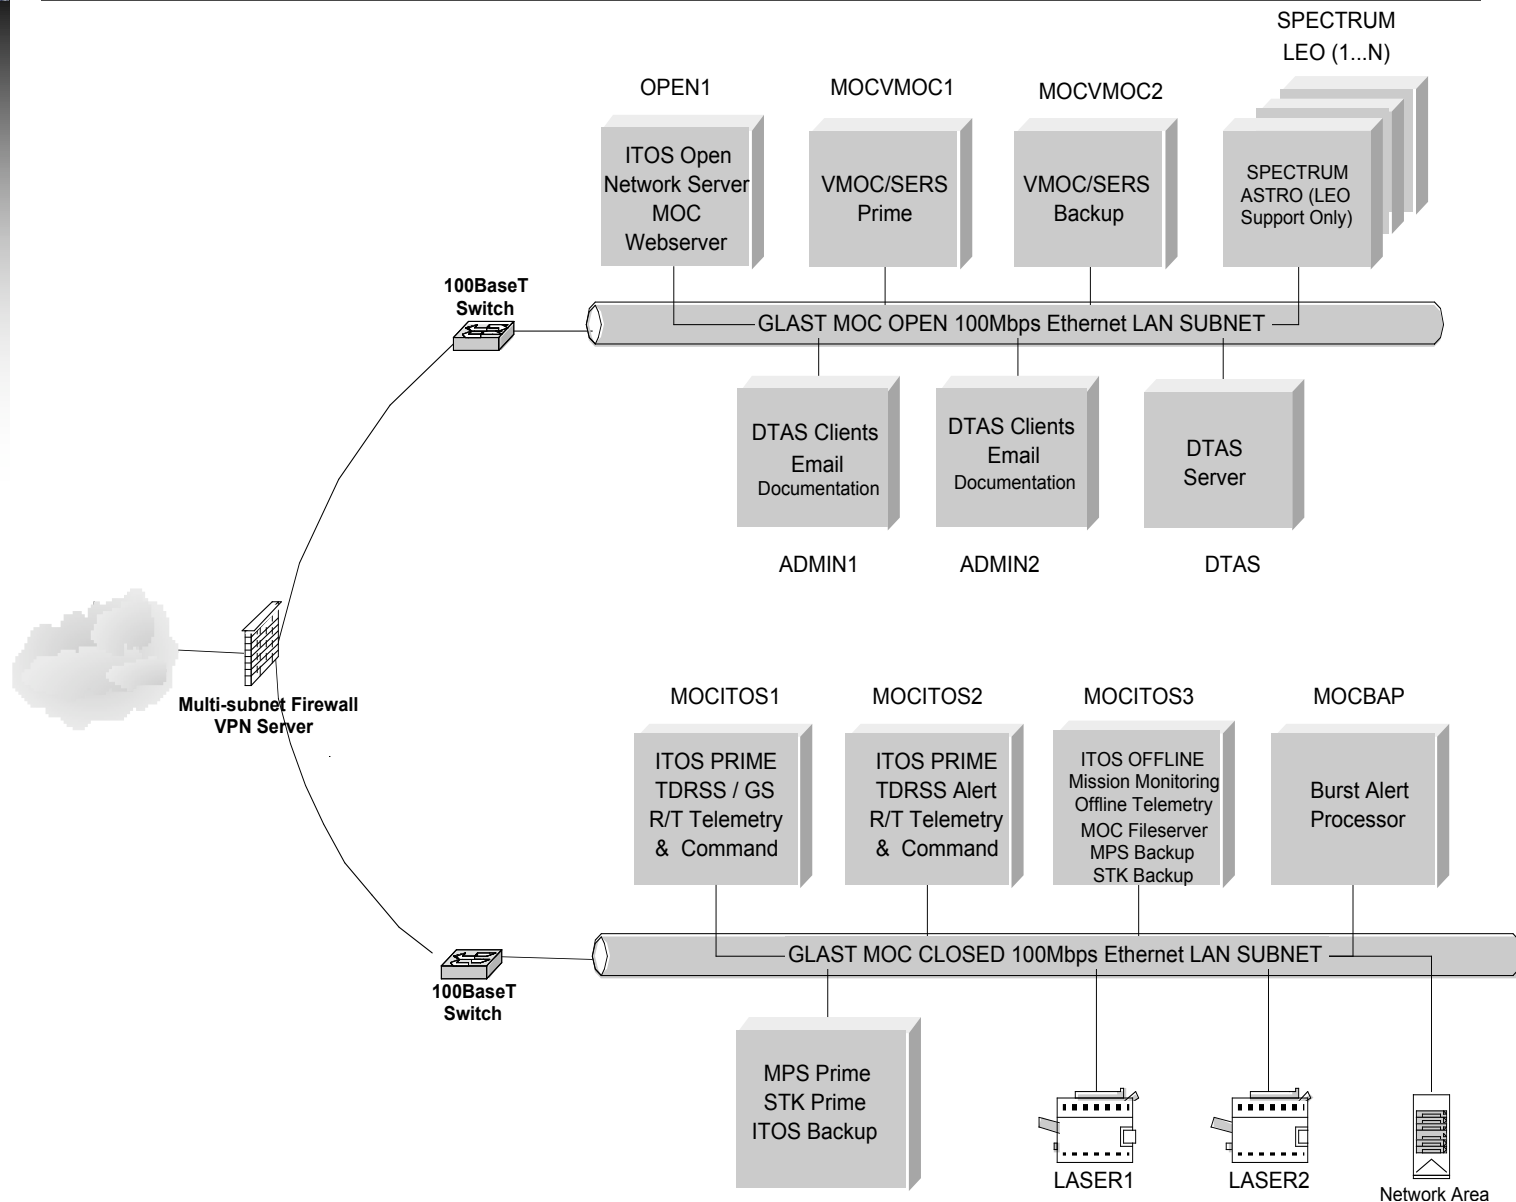 SPECTRUM
LEO (1...N)
OPEN1
MOCVMOC1
MOCVMOC2
ITOS Open
Network Server
MOC
Webserver
VMOC/SERS
Prime
VMOC/SERS
Backup
SPECTRUM
ASTRO (LEO
Support Only)
100BaseT
Switch
GLAST MOC OPEN 100Mbps Ethernet LAN SUBNET
DTAS Clients
Email
Documentation
DTAS Clients
Email
Documentation
DTAS
Server
ADMIN1
ADMIN2
DTAS
Multi-subnet Firewall
VPN Server
MOCITOS1
MOCITOS2
MOCITOS3
MOCBAP
ITOS PRIME
TDRSS / GS
R/T Telemetry
& Command
ITOS PRIME
TDRSS Alert
R/T Telemetry
& Command
ITOS OFFLINE
Mission Monitoring
Offline Telemetry
MOC Fileserver
MPS Backup
STK Backup
Burst Alert
Processor
GLAST MOC CLOSED 100Mbps Ethernet LAN SUBNET
100BaseT
Switch
MPS Prime
STK Prime
ITOS Backup
LASER1
LASER2
Network Area